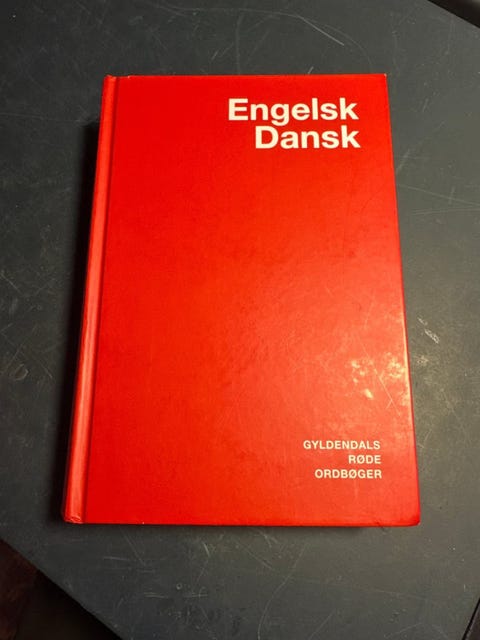 Engelsk
Dansk
GYLDENDALS
RØDE
ORDBØGER